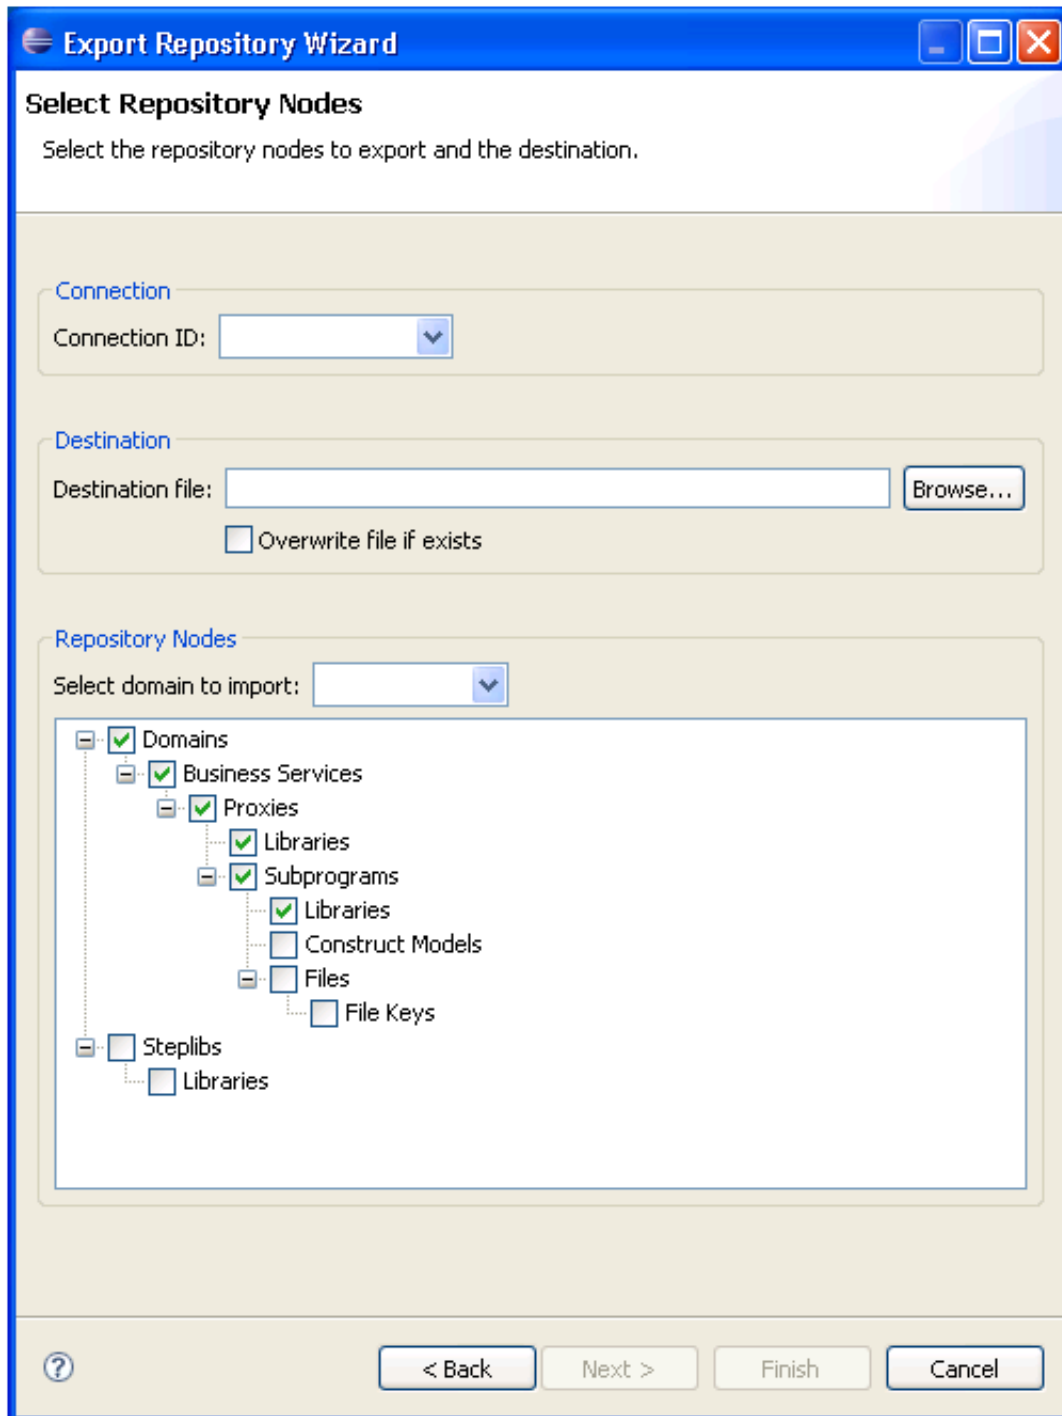 Export Repository Wizard
Select Repository Nodes
Select the repository nodes to export and the destination.
Connection
Connection ID:
Destination
Destination file: Browse...
Overwrite file if exists
Repository Nodes
Select domain to import:
Domains
Business Services
Proxies
Libraries
Subprograms
Libraries
Construct Models
Files
File Keys
Steplibs
Libraries
? < Back Next > Finish Cancel